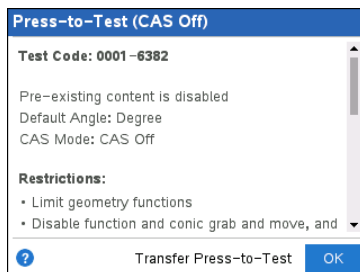 Press-to-Test (CAS Off)
Test Code: 0001-6382
Pre-existing content is disabled
Default Angle: Degree
CAS Mode: CAS Off
Restrictions:
• Limit geometry functions
• Disable function and conic grab and move, and
? Transfer Press-to-Test OK